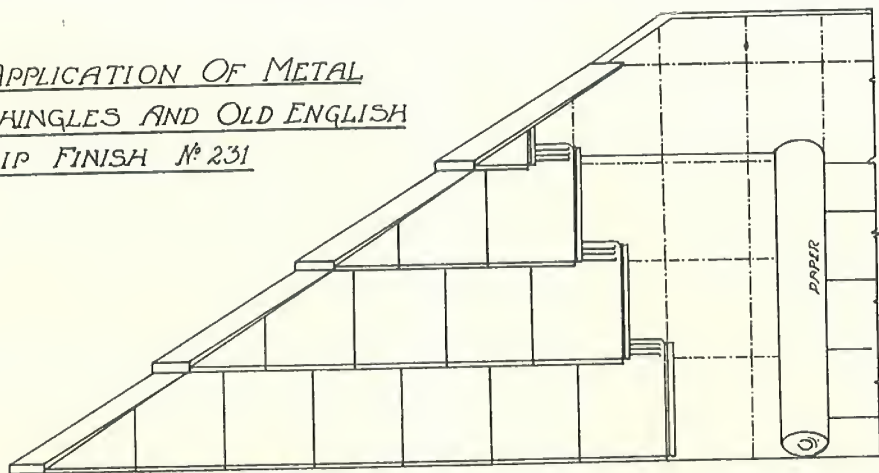 APPLICATION OF METAL
HINGLES AND OLD ENGLISH
IP FINISH Nº 231
PAPER